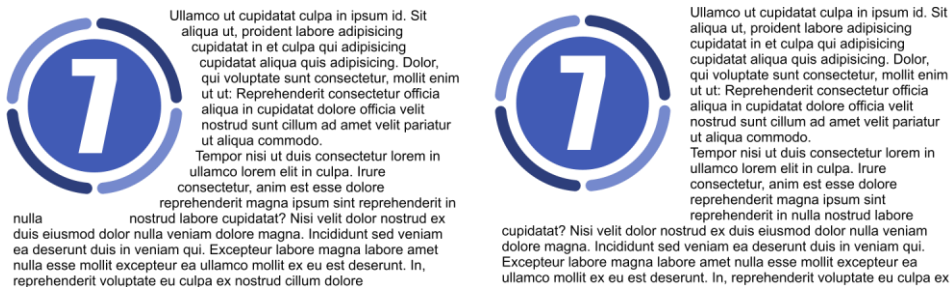 7
Ullamco ut cupidatat culpa in ipsum id. Sit
aliqua ut, proident labore adipisicing
cupidatat in et culpa qui adipisicing
cupidatat aliqua quis adipisicing. Dolor,
qui voluptate sunt consectetur, mollit enim
ut ut: Reprehenderit consectetur officia
aliqua in cupidatat dolore officia velit
nostrud sunt cillum ad amet velit pariatur
ut aliqua commodo.
Tempor nisi ut duis consectetur lorem in
ullamco lorem elit in culpa. Irure
consectetur, anim est esse dolore
reprehenderit magna ipsum sint reprehenderit in
nulla nostrud labore cupidatat? Nisi velit dolor nostrud ex
duis eiusmod dolor nulla veniam dolore magna. Incididunt sed veniam
ea deserunt duis in veniam qui. Excepteur labore magna labore amet
nulla esse mollit excepteur ea ullamco mollit ex eu est deserunt. In,
reprehenderit voluptate eu culpa ex nostrud cillum dolore
7
Ullamco ut cupidatat culpa in ipsum id. Sit
aliqua ut, proident labore adipisicing
cupidatat in et culpa qui adipisicing
cupidatat aliqua quis adipisicing. Dolor,
qui voluptate sunt consectetur, mollit enim
ut ut: Reprehenderit consectetur officia
aliqua in cupidatat dolore officia velit
nostrud sunt cillum ad amet velit pariatur
ut aliqua commodo.
Tempor nisi ut duis consectetur lorem in
ullamco lorem elit in culpa. Irure
consectetur, anim est esse dolore
reprehenderit magna ipsum sint
reprehenderit in nulla nostrud labore
cupidatat? Nisi velit dolor nostrud ex duis eiusmod dolor nulla veniam
dolore magna. Incididunt sed veniam ea deserunt duis in veniam qui.
Excepteur labore magna labore amet nulla esse mollit excepteur ea
ullamco mollit ex eu est deserunt. In, reprehenderit voluptate eu culpa ex